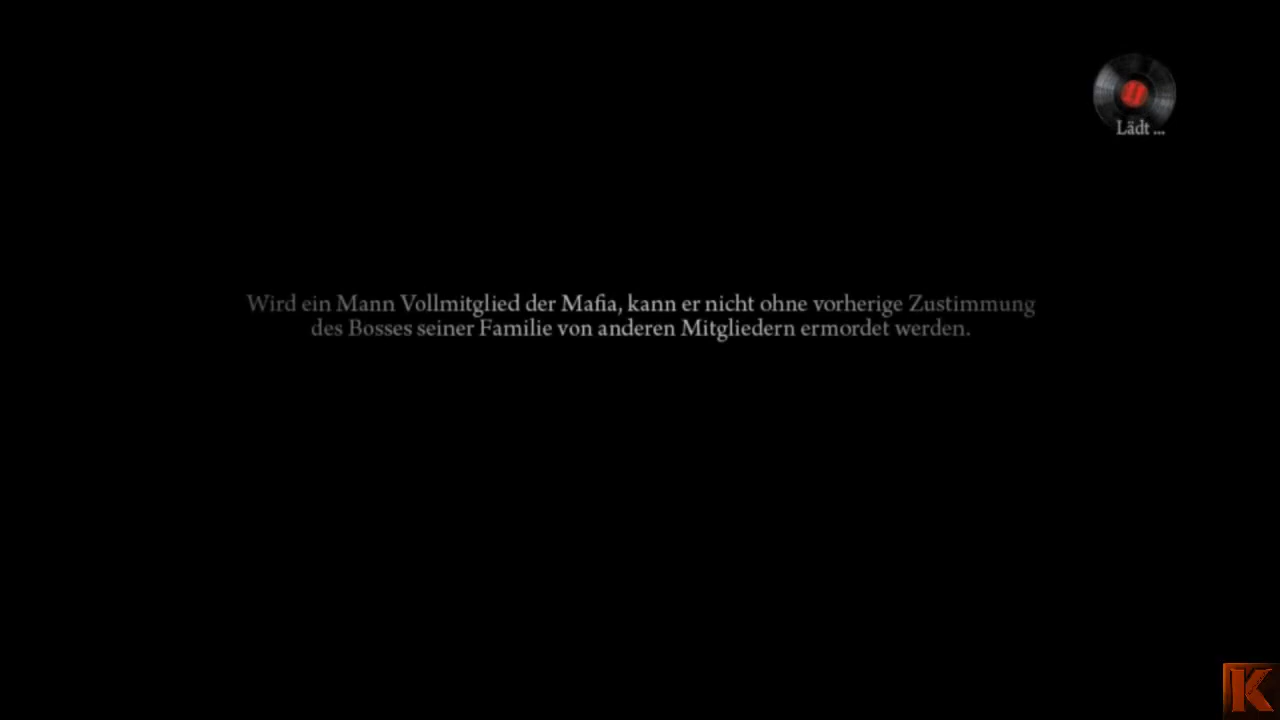 Lädt ...
Wird ein Mann Vollmitglied der Mafia, kann er nicht ohne vorherige Zustimmung
des Bosses seiner Familie von anderen Mitgliedern ermordet werden.
K